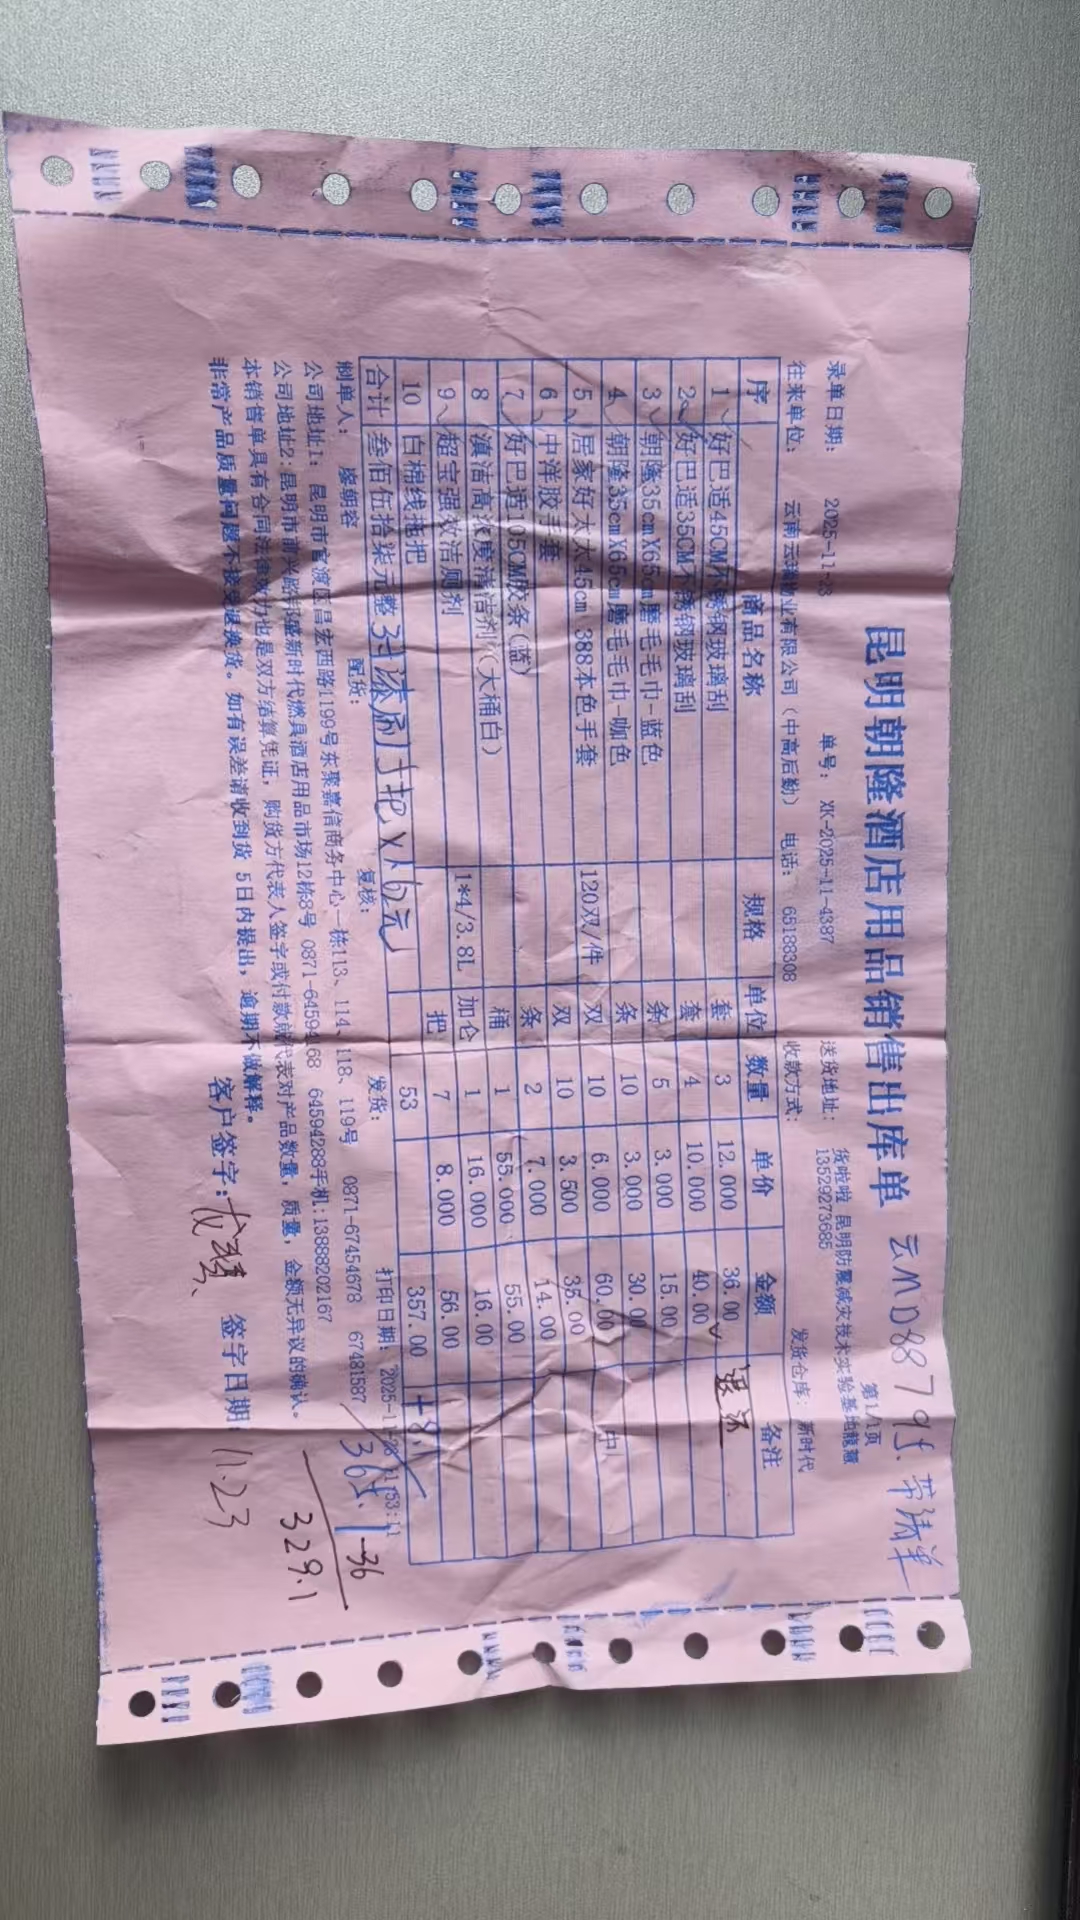 昆明朝隆酒店用品销售出库单 云MD8879J.带清单
第1/1页
录单日期: 2025-11-23 单号: XK-2025-11-4387 送货地址: 货啦啦 昆明防震减灾技术实验基地 13529273685 发货仓库: 新时代
往来单位: 云南云瑞物业有限公司(中高后勤) 电话: 65188308 收款方式:
序 商品名称 规格 单位 数量 单价 金额 备注
1 好巴适45CM不锈钢玻璃刮 套 3 12.000 36.00 退还
2 好巴适35CM不锈钢玻璃刮 套 4 10.000 40.00
3 朝隆35cmX65cm磨毛毛巾-蓝色 条 5 3.000 15.00
4 朝隆35cmX65cm磨毛毛巾-咖色 条 10 3.000 30.00
5 居家好太太45cm 388本色手套 120双/件 双 10 6.000 60.00 中
6 中洋胶手套 双 10 3.500 35.00
7 好巴适105CM胶条(蓝) 条 2 7.000 14.00
8 滇洁高浓度清洁剂(大桶白) 桶 1 55.000 55.00
9 超宝强效洁厕剂 1*4/3.8L 加仑 1 16.000 16.00
10 白棉线拖把 把 7 8.000 56.00
合计 叁佰伍拾柒元整 53 357.00 +8.1
制单人: 廖朝容 配货: 复核: 发货: 打印日期: 2025-11-23
公司地址1: 昆明市官渡区昌宏西路1199号东聚嘉信商务中心一栋113、114、118、119号 0871-67454678 67481587
公司地址2:昆明市前兴路邦盛新时代燃具酒店用品市场12栋8号 0871-64594168 64594288手机:13888202167
本销售单具有合同法律效力也是双方结算凭证, 购货方代表人签字或付款就代表对产品数量, 质量, 金额无异议的确认。
非常产品质量问题不接受退换货。如有误差请收到货 5日内提出, 逾期不做解释。
客户签字: 签字日期: 11.23
365.1
-36
329.1